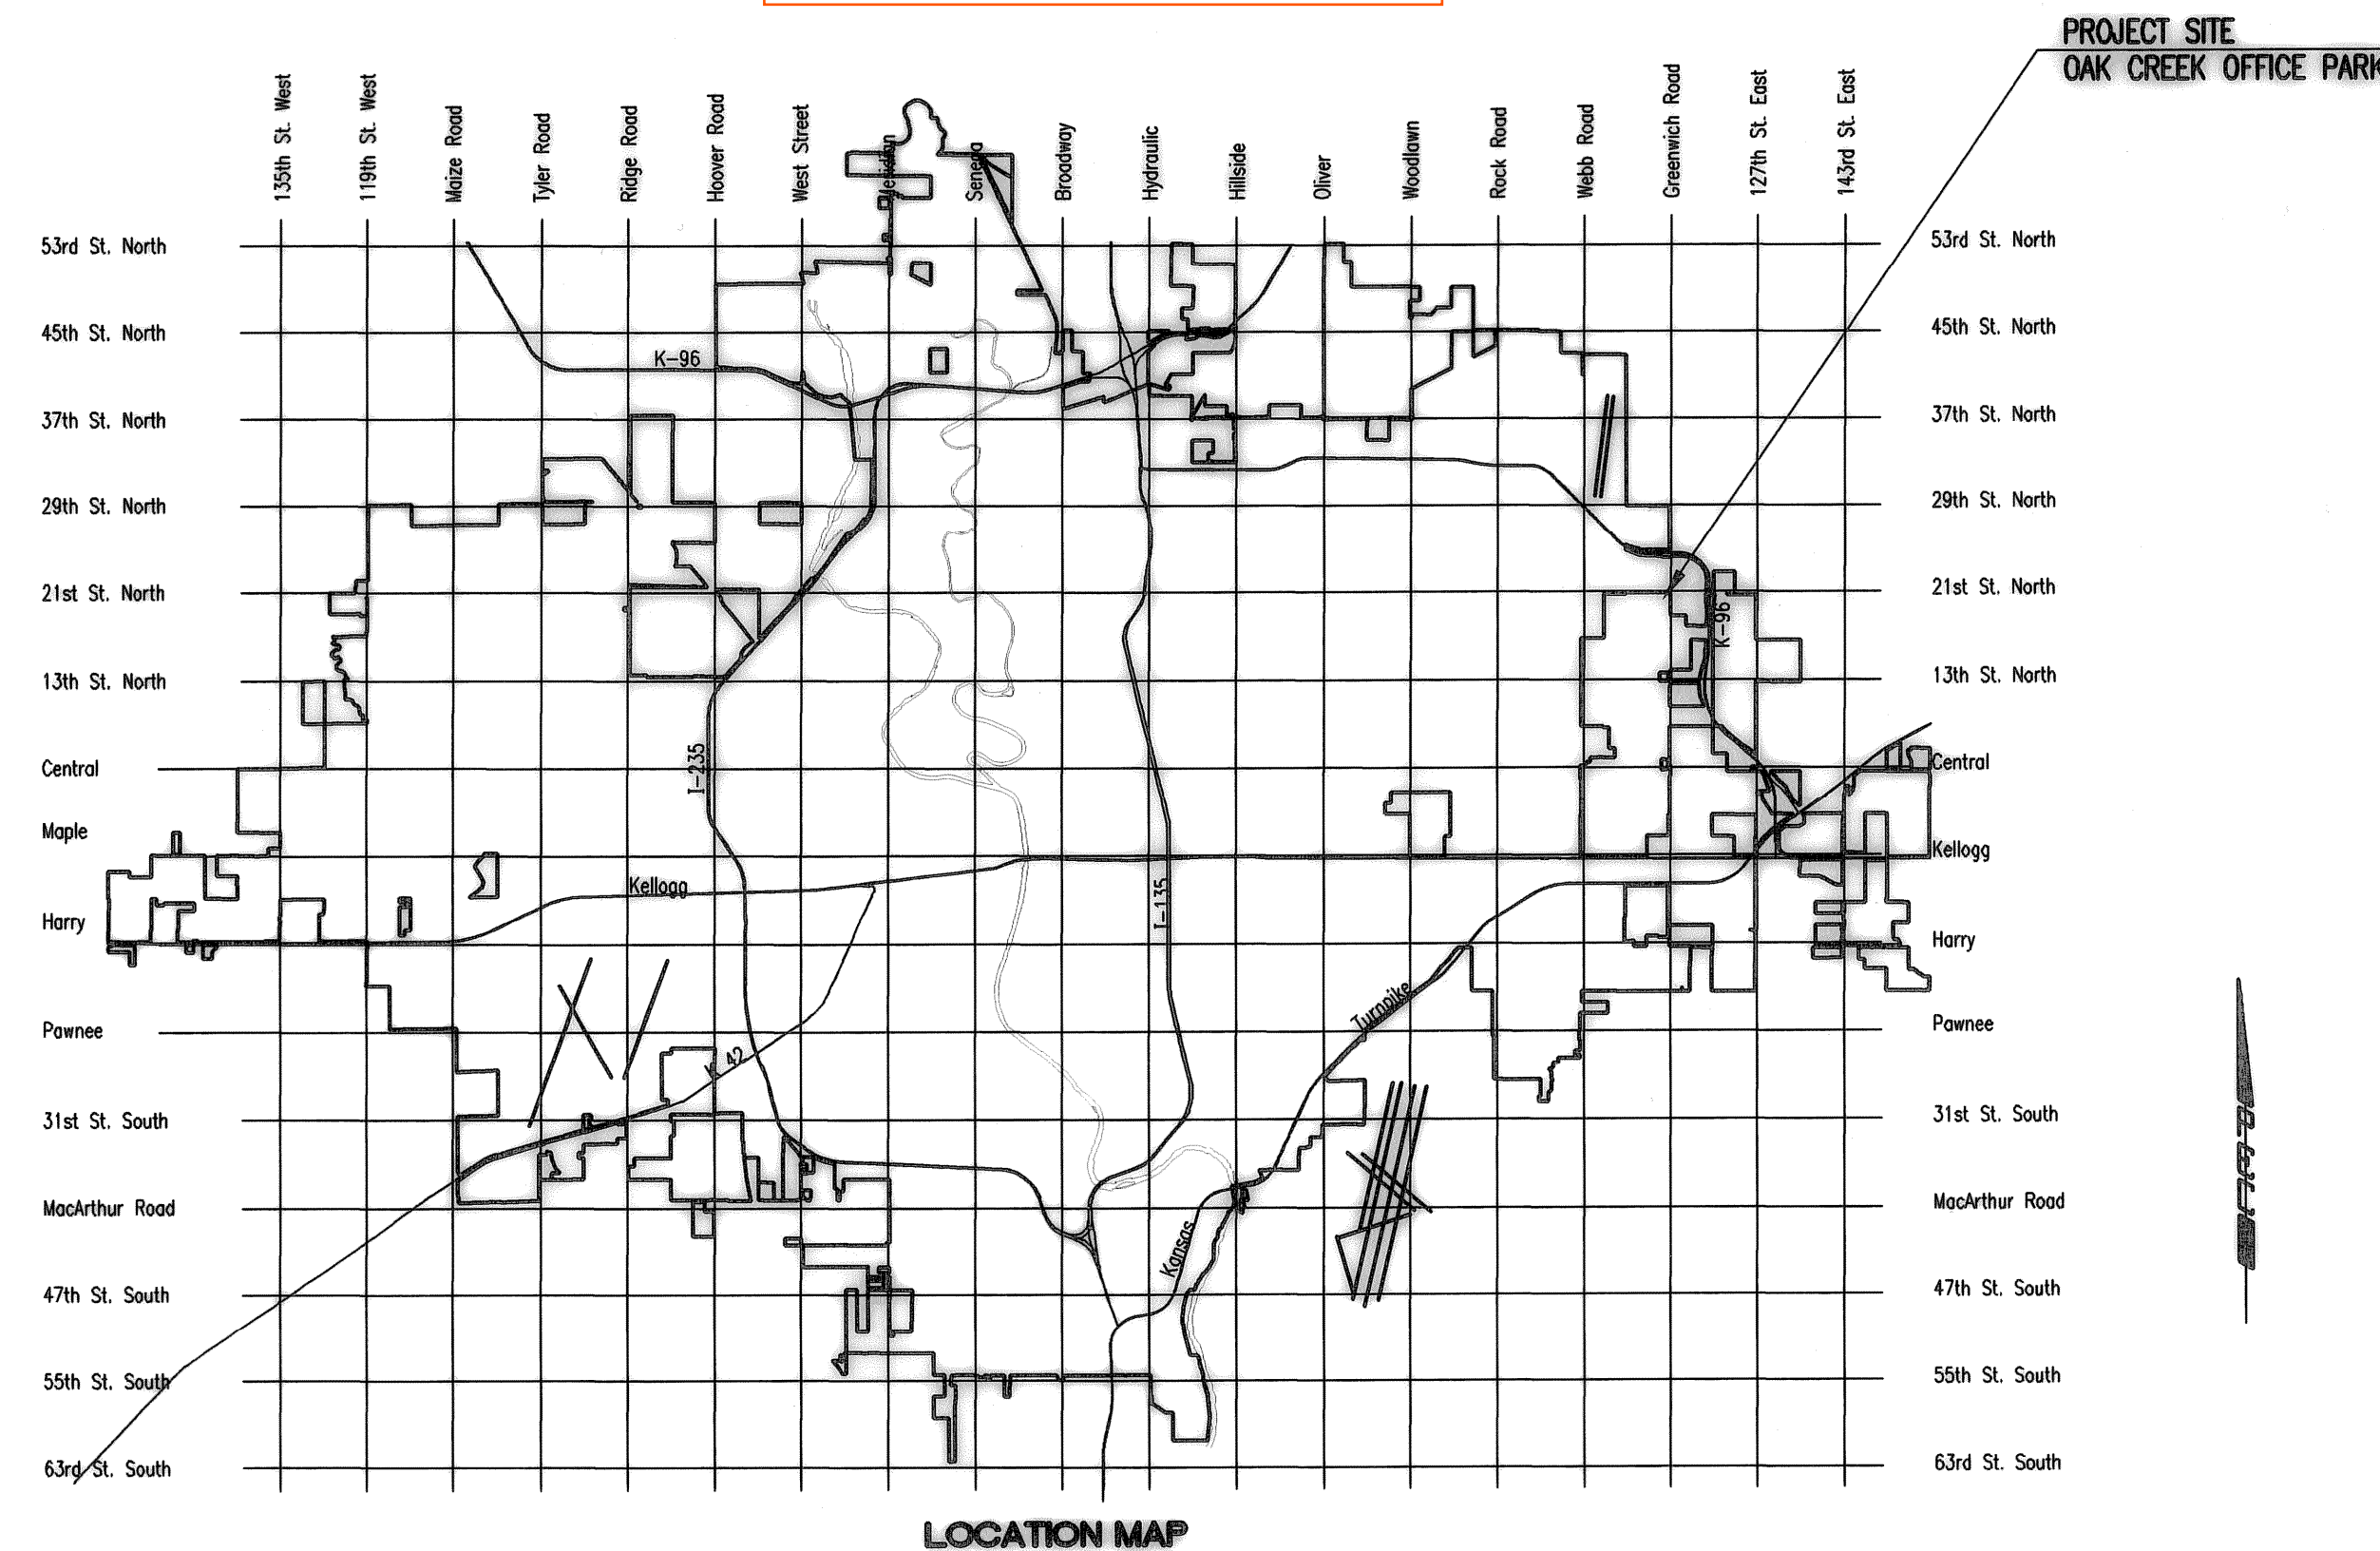 PROJECT SITE
OAK CREEK OFFICE PARK
135th St. West
119th St. West
Maize Road
Tyler Road
Ridge Road
Hoover Road
West Street
Meridian
Seneca
Broadway
Hydraulic
Hillside
Oliver
Woodlawn
Rock Road
Webb Road
Greenwich Road
127th St. East
143rd St. East
53rd St. North
53rd St. North
45th St. North
45th St. North
K-96
37th St. North
37th St. North
29th St. North
29th St. North
21st St. North
21st St. North
K-96
13th St. North
13th St. North
I-235
Central
Central
Maple
Kellogg
Kellogg
I-135
Harry
Harry
Turnpike
Pawnee
Pawnee
K 42
31st St. South
31st St. South
MacArthur Road
MacArthur Road
Kansas
47th St. South
47th St. South
55th St. South
55th St. South
63rd St. South
63rd St. South
LOCATION MAP